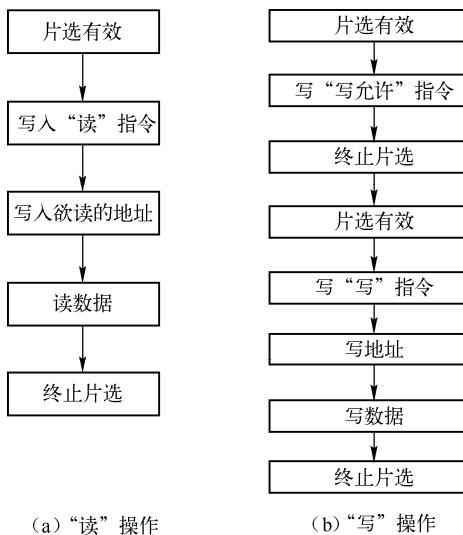 片选有效
写入“读”指令
写入欲读的地址
读数据
终止片选
(a)“读”操作
片选有效
写“写允许”指令
终止片选
片选有效
写“写”指令
写地址
写数据
终止片选
(b)“写”操作